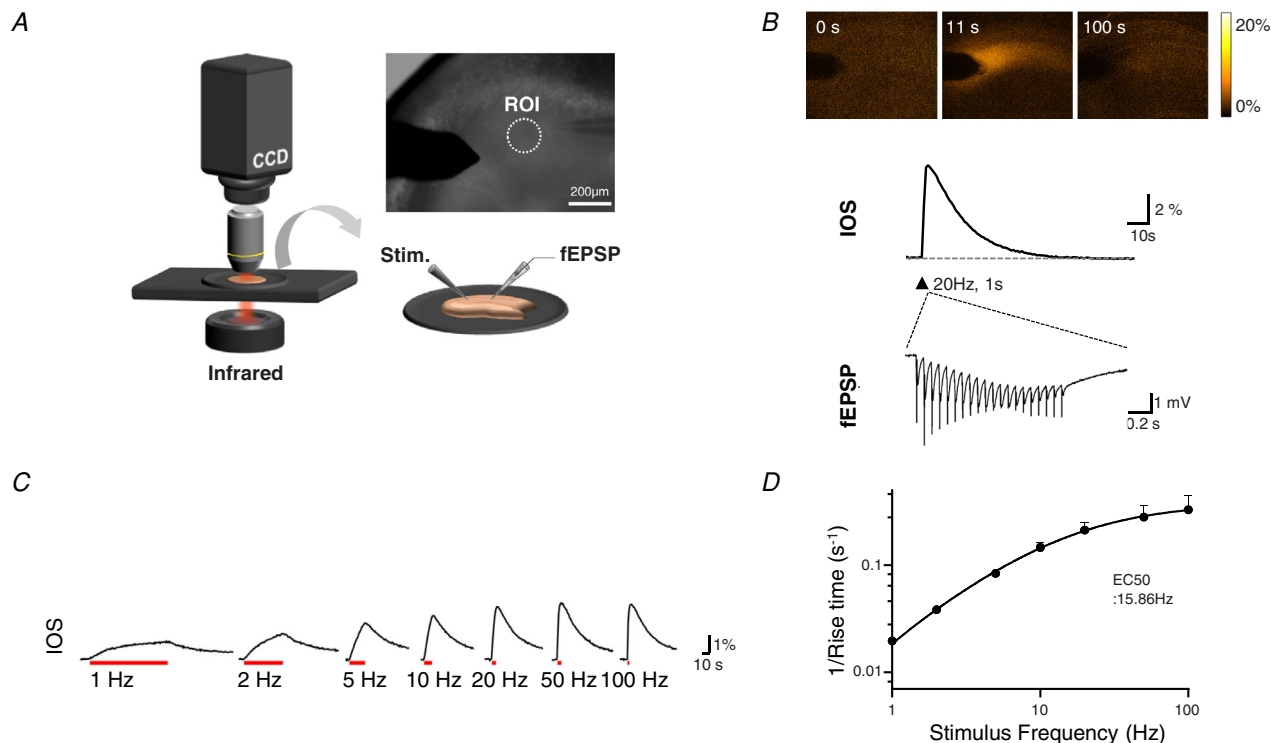 A
CCD
ROI
200µm
Stim.
fEPSP
Infrared
B
0 s
11 s
100 s
20%
0%
IOS
2 %
10s
▲ 20Hz, 1s
fEPSP
1 mV
0.2 s
C
IOS
1 Hz
2 Hz
5 Hz
10 Hz
20 Hz
50 Hz
100 Hz
1%
10 s
D
1/Rise time (s⁻¹)
0.1
0.01
EC50
:15.86Hz
1
10
100
Stimulus Frequency (Hz)